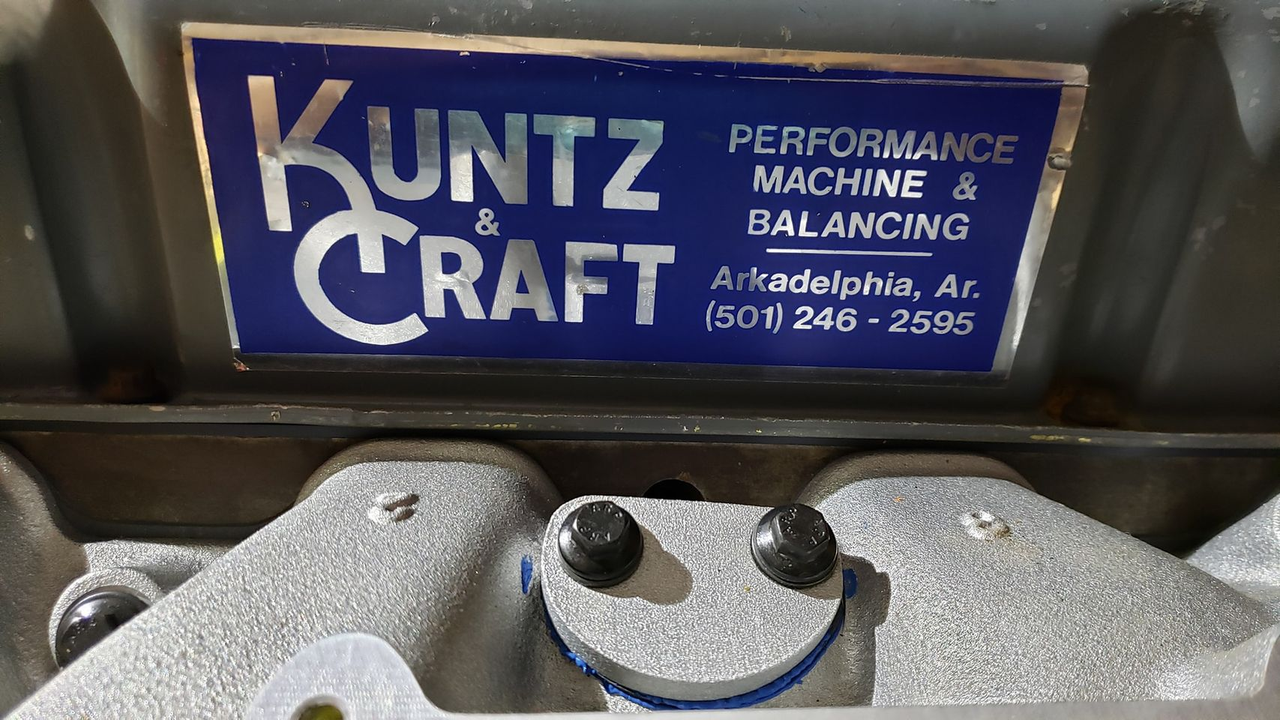 KUNTZ
&
CRAFT
PERFORMANCE
MACHINE &
BALANCING
Arkadelphia, Ar.
(501) 246 - 2595